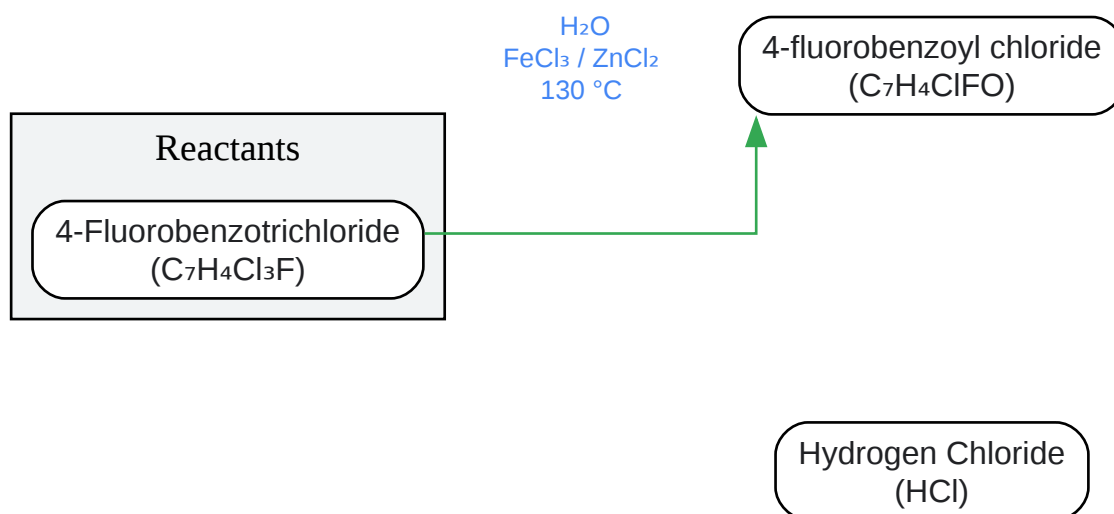 H₂O
FeCl₃ / ZnCl₂
130 °C
4-fluorobenzoyl chloride
(C₇H₄ClFO)
Reactants
4-Fluorobenzotrichloride
(C₇H₄Cl₃F)
Hydrogen Chloride
(HCl)